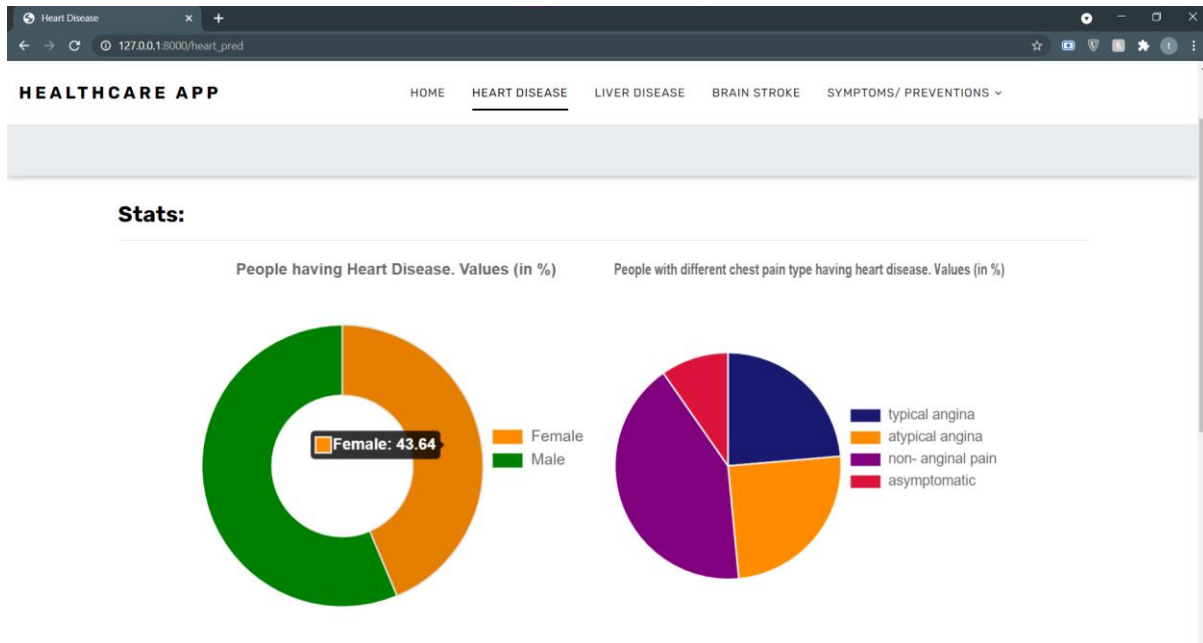 Heart Disease
127.0.0.1:8000/heart_pred
HEALTHCARE APP
HOME HEART DISEASE LIVER DISEASE BRAIN STROKE SYMPTOMS/ PREVENTIONS
Stats:
People having Heart Disease. Values (in %)
Female: 43.64
Female
Male
People with different chest pain type having heart disease. Values (in %)
typical angina
atypical angina
non- anginal pain
asymptomatic